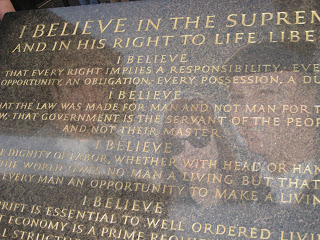 I BELIEVE IN THE SUPREM
AND IN HIS RIGHT TO LIFE, LIBE
I BELIEVE
THAT EVERY RIGHT IMPLIES A RESPONSIBILITY, EVE
OPPORTUNITY, AN OBLIGATION, EVERY POSSESSION, A DU
I BELIEVE
HAT THE LAW WAS MADE FOR MAN AND NOT MAN FOR T
W, THAT GOVERNMENT IS THE SERVANT OF THE PEOP
AND NOT THEIR MASTER.
I BELIEVE
E DIGNITY OF LABOR, WHETHER WITH HEAD OR HAN
THE WORLD OWES NO MAN A LIVING BUT THAT
EVERY MAN AN OPPORTUNITY TO MAKE A LIVIN
I BELIEVE
RIFT IS ESSENTIAL TO WELL ORDERED LIVING
T ECONOMY IS A PRIME REQUI
L STRUCTU